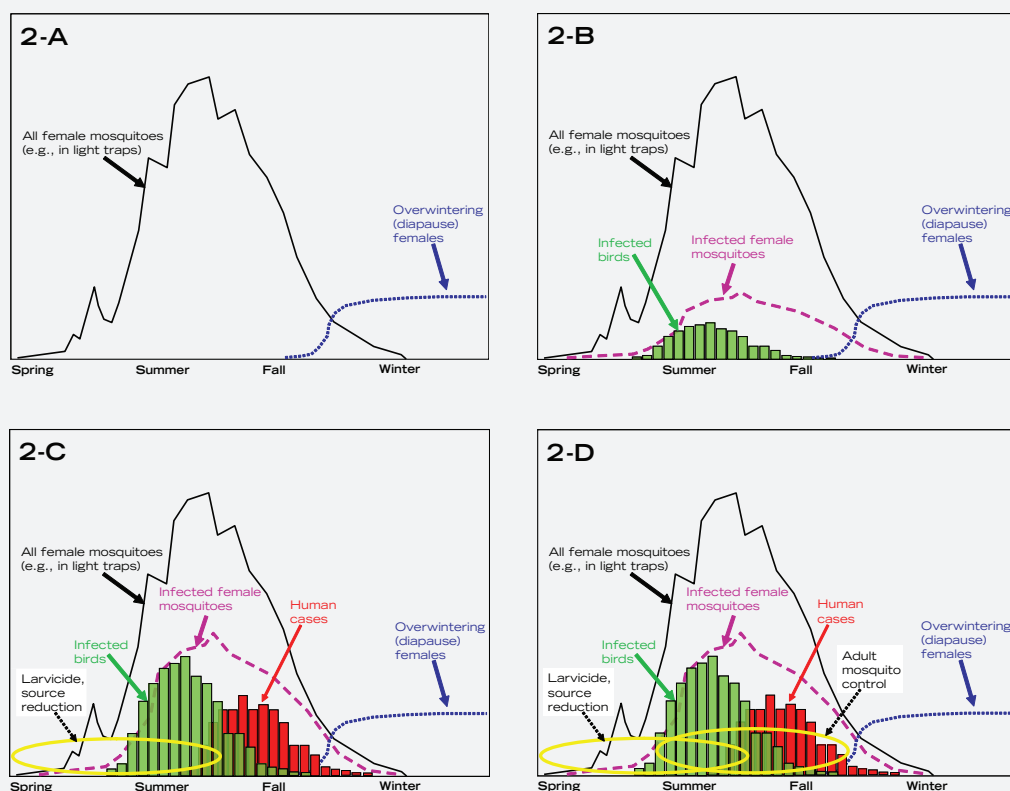 2-A
All female mosquitoes
(e.g., in light traps)
Overwintering
(diapause)
females
Spring Summer Fall Winter
2-B
All female mosquitoes
(e.g., in light traps)
Infected
birds
Infected female
mosquitoes
Overwintering
(diapause)
females
Spring Summer Fall Winter
2-C
All female mosquitoes
(e.g., in light traps)
Infected female
mosquitoes
Human
cases
Infected
birds
Overwintering
(diapause)
females
Larvicide,
source
reduction
Spring Summer Fall Winter
2-D
All female mosquitoes
(e.g., in light traps)
Infected female
mosquitoes
Human
cases
Infected
birds
Overwintering
(diapause)
females
Adult
mosquito
control
Larvicide,
source
reduction
Spring Summer Fall Winter